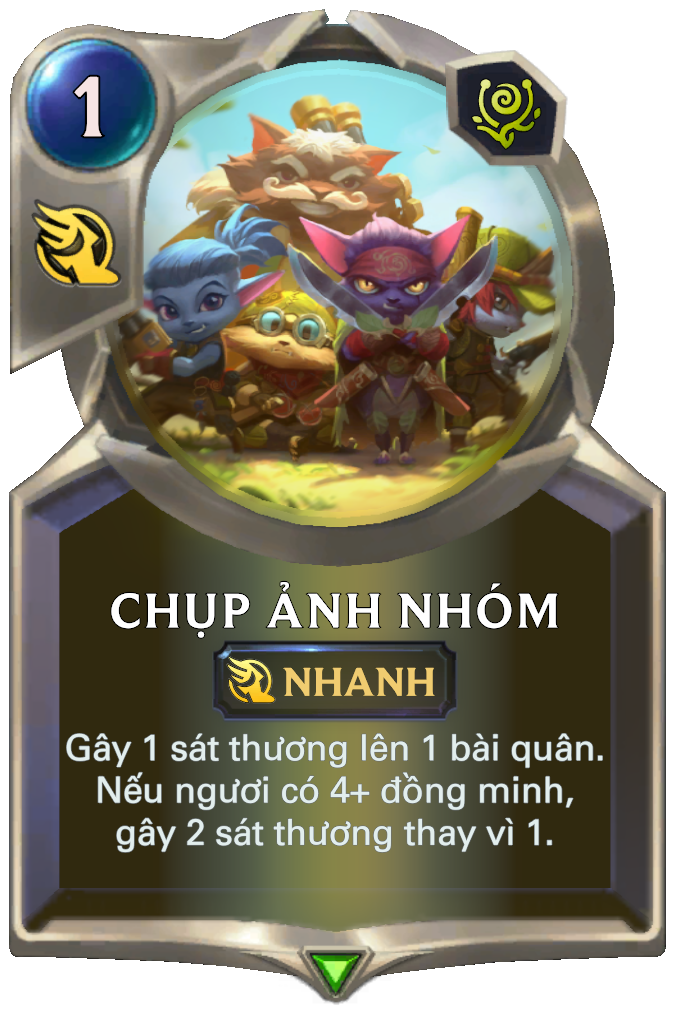 1
CHỤP ẢNH NHÓM
NHANH
Gây 1 sát thương lên 1 bài quân.
Nếu ngươi có 4+ đồng minh,
gây 2 sát thương thay vì 1.